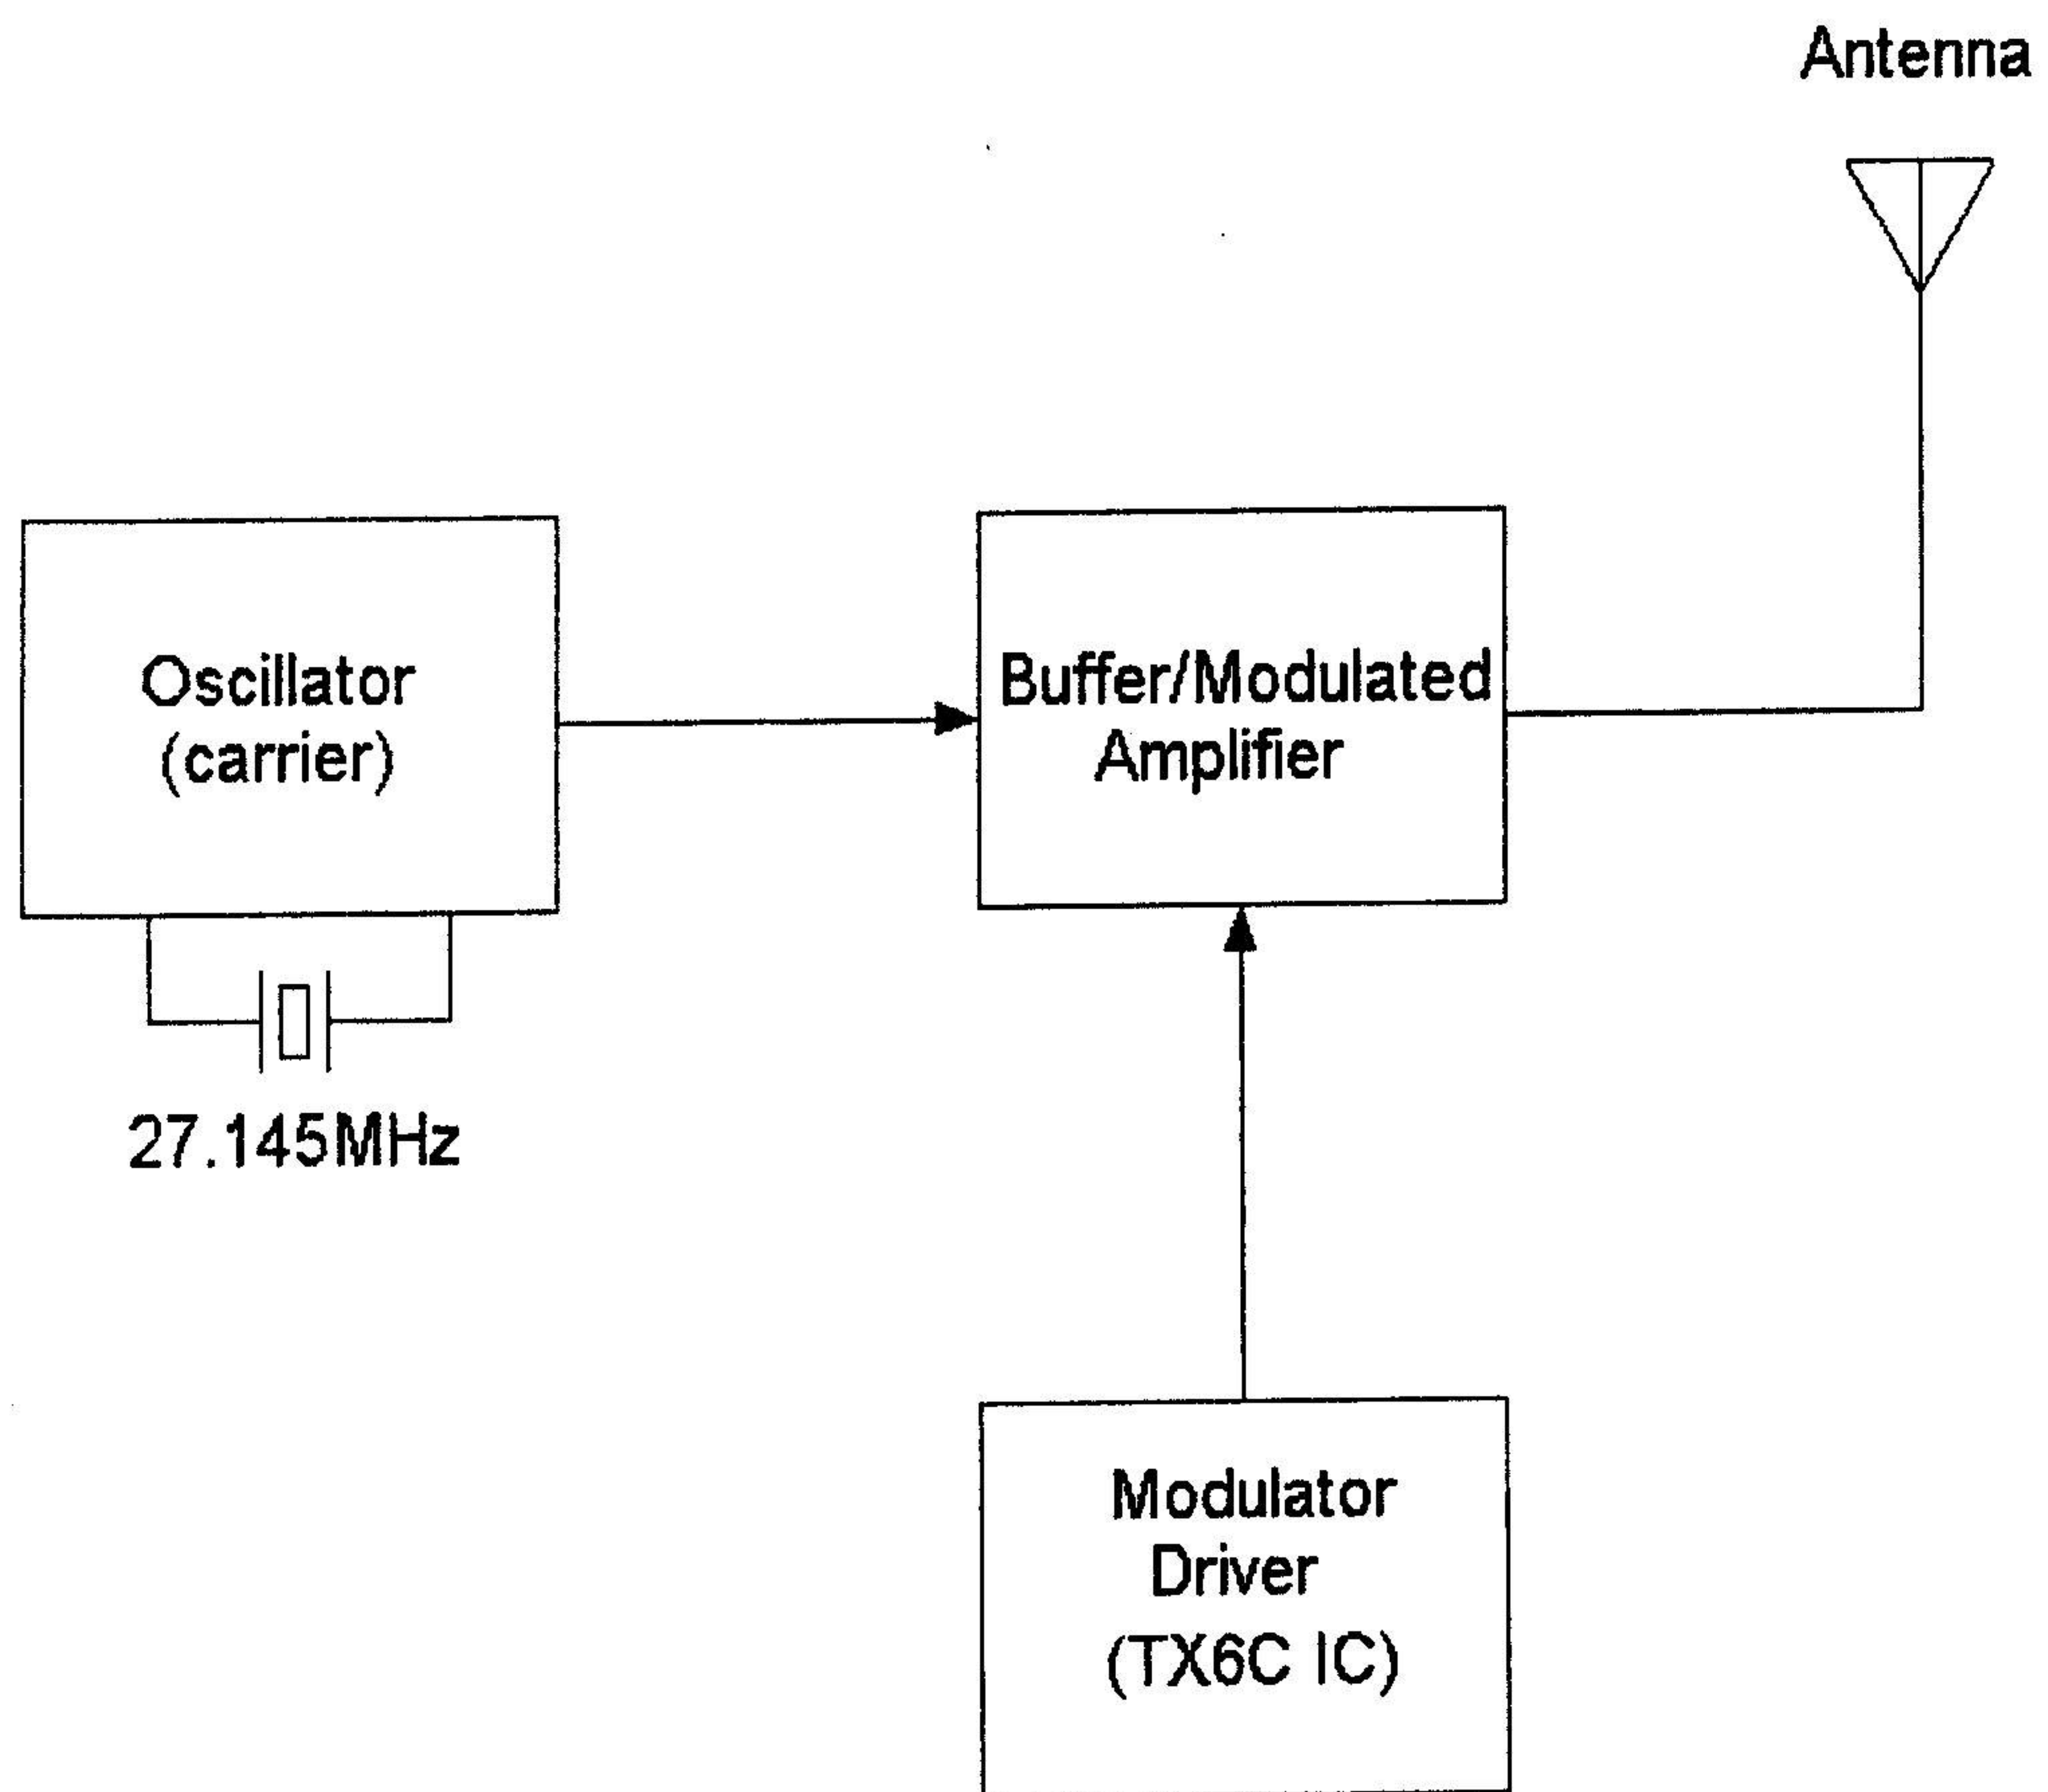 Antenna
Oscillator
(carrier)
Buffer/Modulated
Amplifier
27.145MHz
Modulator
Driver
(TX6C IC)